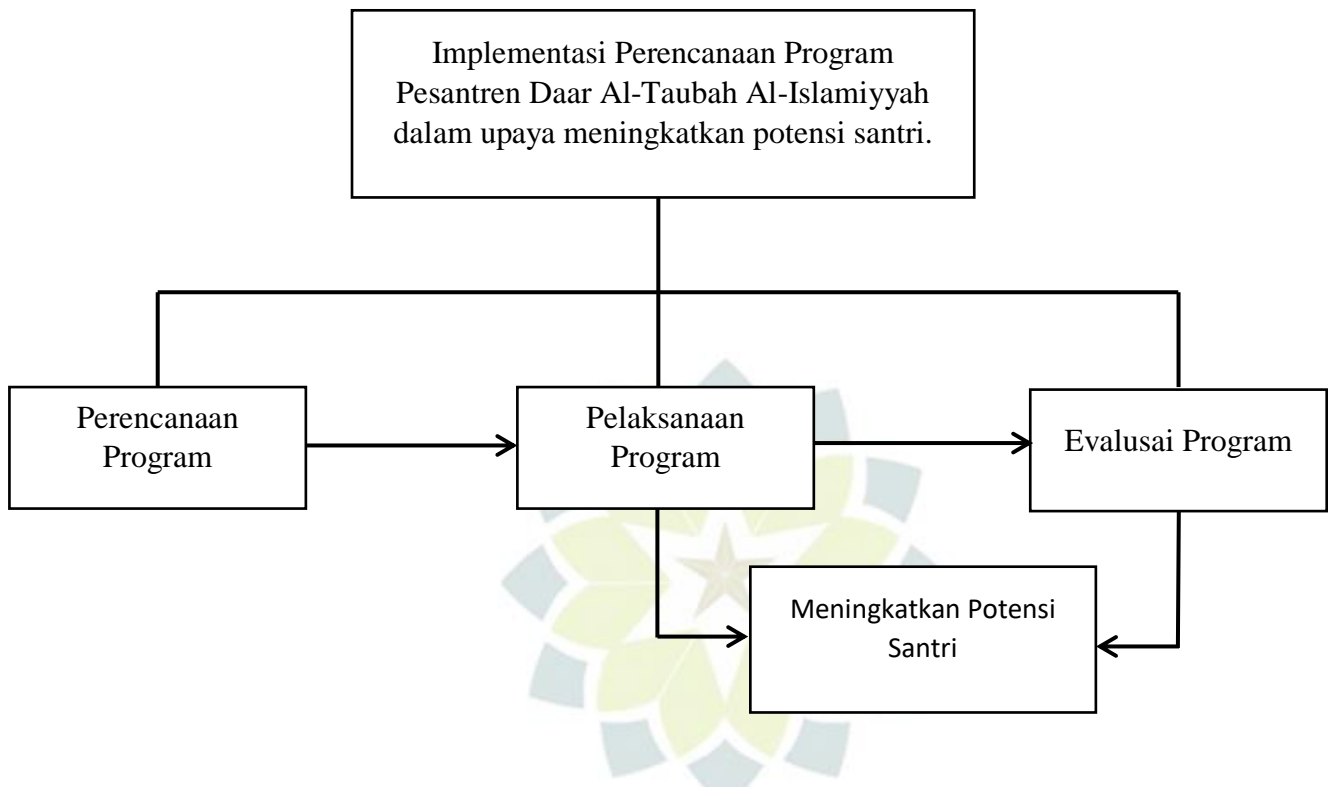 Implementasi Perencanaan Program
Pesantren Daar Al-Taubah Al-Islamiyyah
dalam upaya meningkatkan potensi santri.
Perencanaan
Program
Pelaksanaan
Program
Evalusai Program
Meningkatkan Potensi
Santri